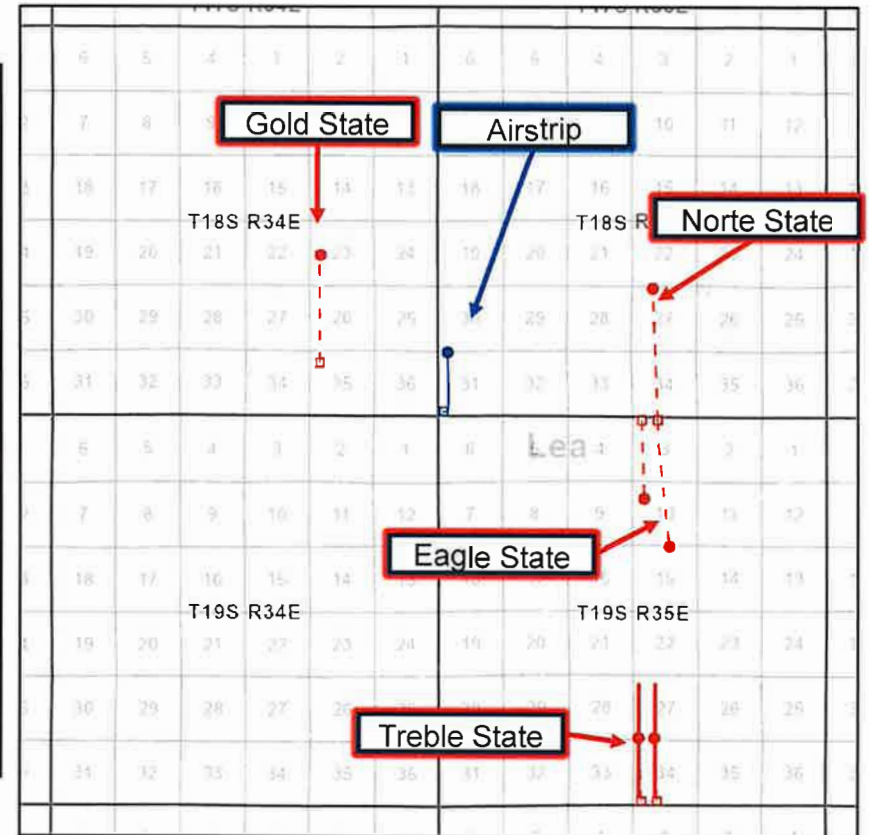 6 5 4 2 1 6 5 4 3 2 1
7 8 9 Gold State Airstrip 10 11 12
18 17 16 15 14 13 18 17 16 15 14 13
T18S R34E T18S R Norte State
19 20 21 22 23 24 19 20 21 22 24
30 29 28 27 26 25 30 29 28 27 26 25
31 32 33 34 35 36 31 32 33 34 35 36
6 5 4 3 2 1 6 Lea 4 3 2 1
7 8 9 10 11 12 7 8 9 10 11 12
Eagle State
18 17 16 15 14 15 14 13
T19S R34E T19S R35E
19 20 21 22 23 24 19 20 21 22 23 24
30 29 28 27 26 28 27 26 25
Treble State
31 32 33 34 35 36 31 32 33 34 35 36